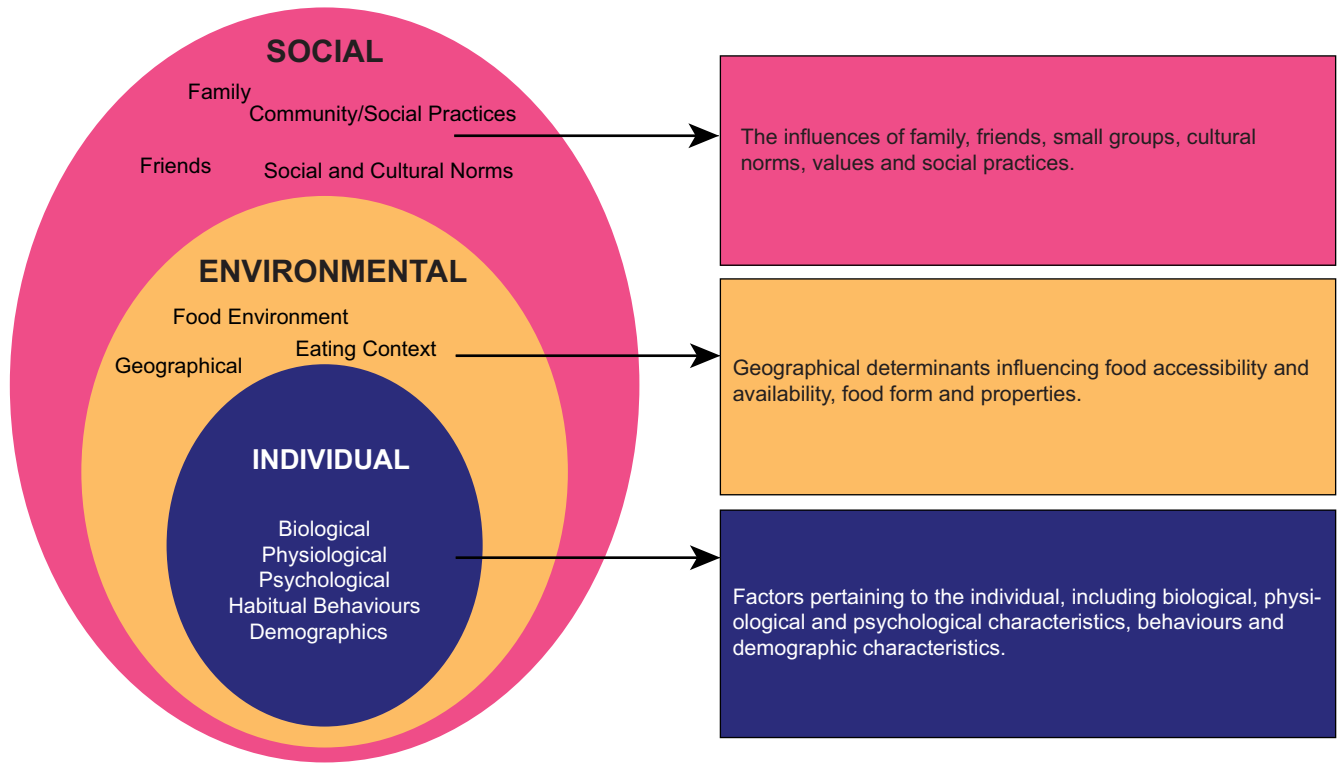 SOCIAL
Family
Community/Social Practices
Friends
Social and Cultural Norms
The influences of family, friends, small groups, cultural
norms, values and social practices.
ENVIRONMENTAL
Food Environment
Eating Context
Geographical
Geographical determinants influencing food accessibility and
availability, food form and properties.
INDIVIDUAL
Biological
Physiological
Psychological
Habitual Behaviours
Demographics
Factors pertaining to the individual, including biological, physi-
ological and psychological characteristics, behaviours and
demographic characteristics.